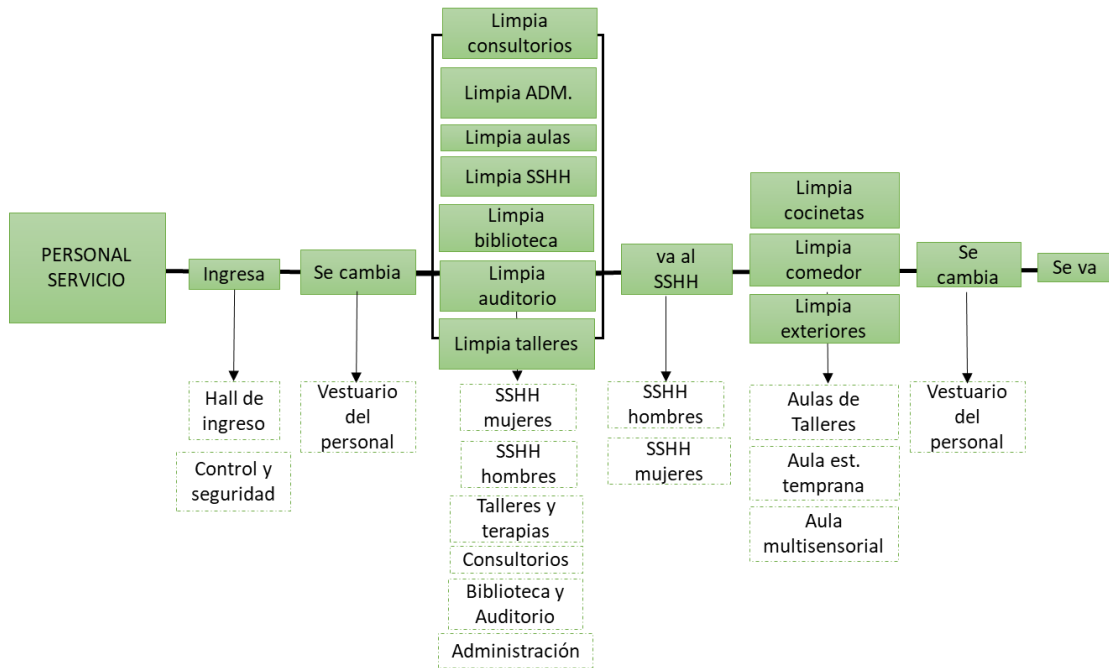 PERSONAL
SERVICIO
Ingresa
Se cambia
Limpia
consultorios
Limpia ADM.
Limpia aulas
Limpia SSHH
Limpia
biblioteca
Limpia
auditorio
Limpia talleres
va al
SSHH
Limpia
cocinetas
Limpia
comedor
Limpia
exteriores
Se
cambia
Se va
Hall de
ingreso
Control y
seguridad
Vestuario
del
personal
SSHH
mujeres
SSHH
hombres
Talleres y
terapias
Consultorios
Biblioteca y
Auditorio
Administración
SSHH
hombres
SSHH
mujeres
Aulas de
Talleres
Aula est.
temprana
Aula
multisensorial
Vestuario
del
personal